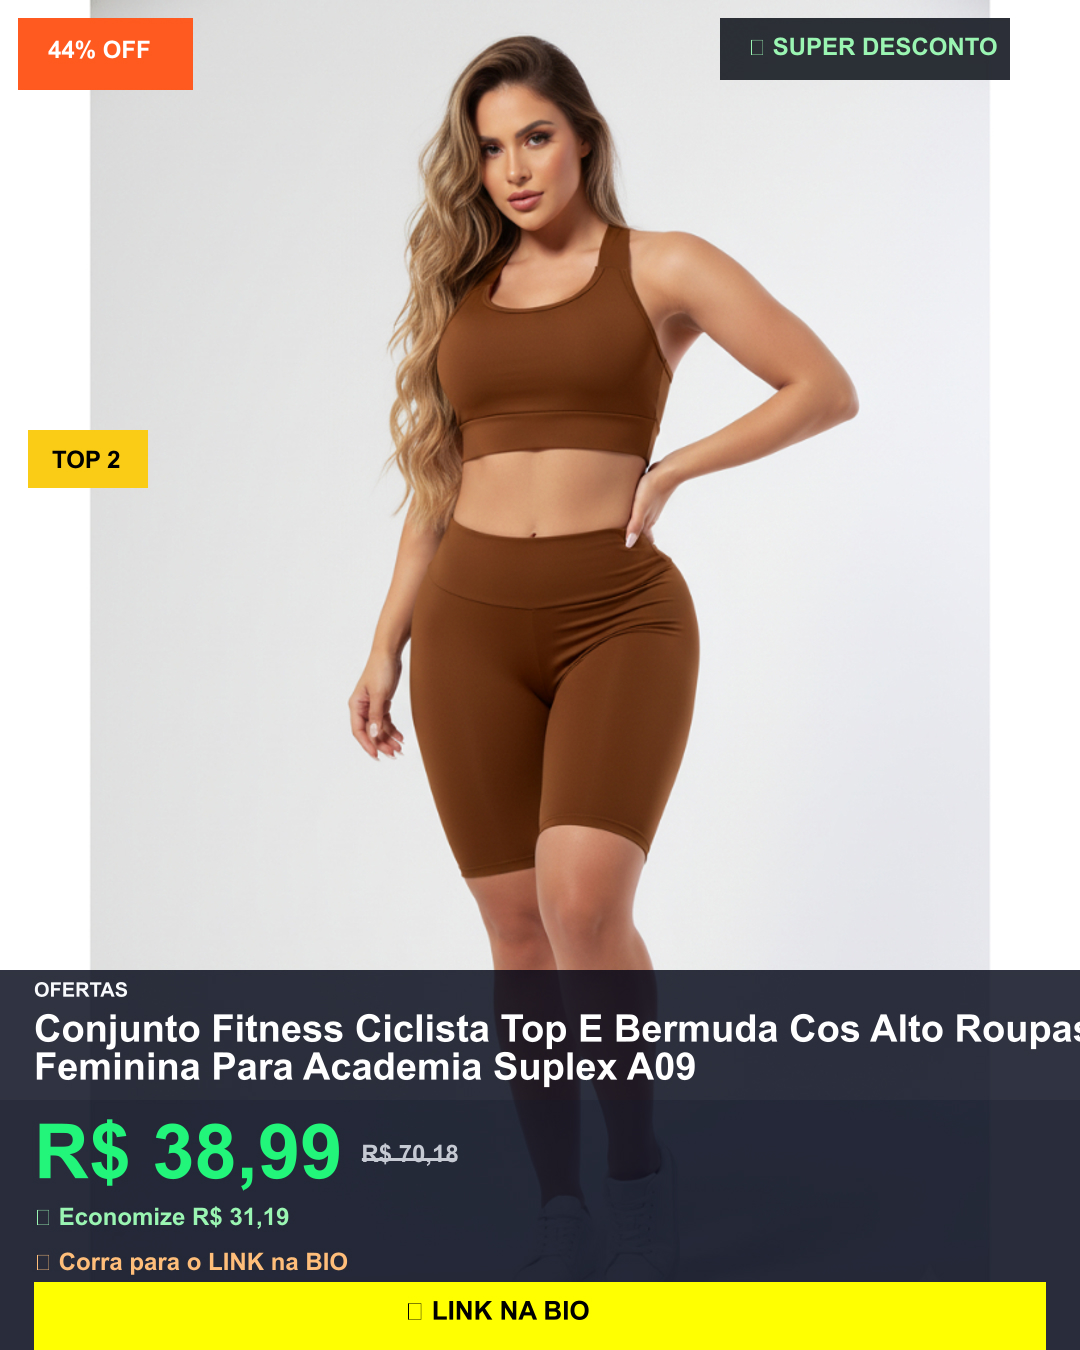 44% OFF
SUPER DESCONTO
TOP 2
OFERTAS
Conjunto Fitness Ciclista Top E Bermuda Cos Alto Roupas
Feminina Para Academia Suplex A09
R$ 38,99 R$ 70,18
Economize R$ 31,19
Corra para o LINK na BIO
LINK NA BIO